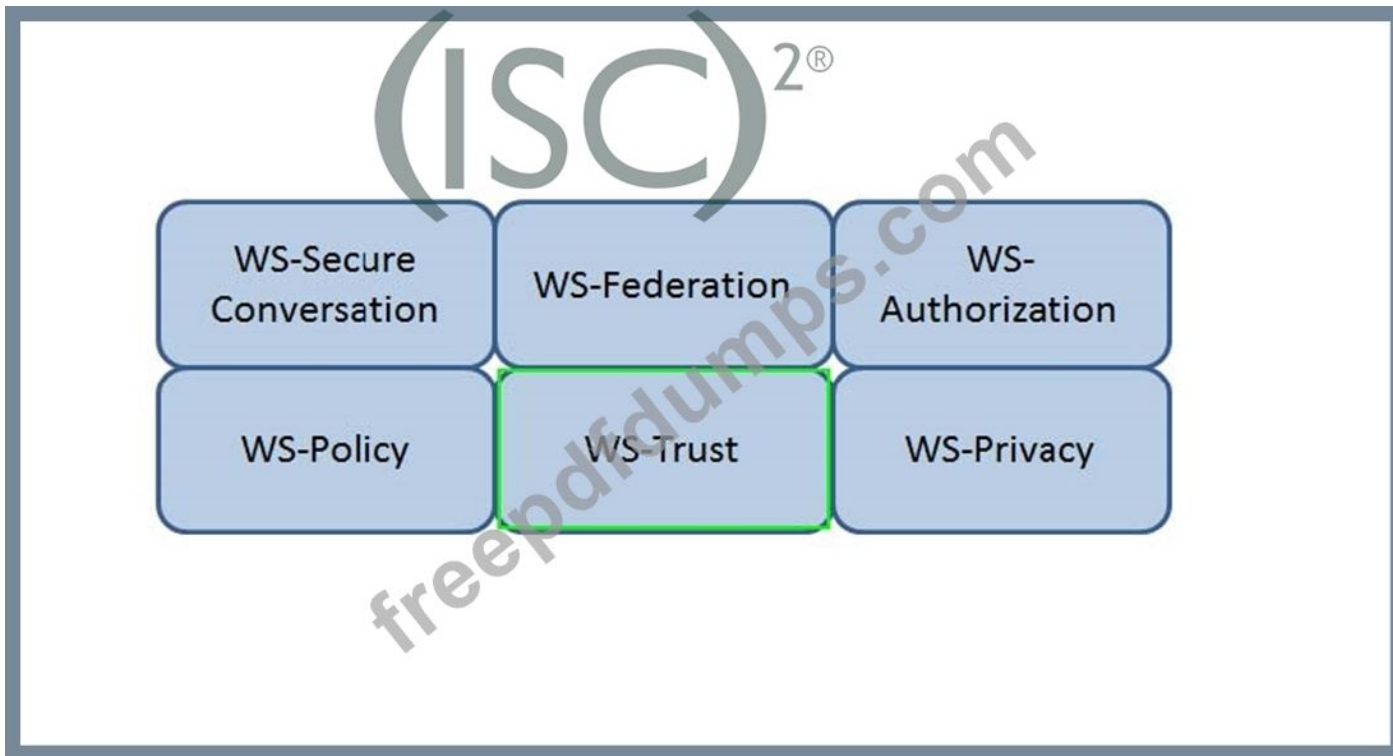 (ISC)2®
WS-Secure
Conversation
WS-Federation
WS-
Authorization
WS-Policy
WS-Trust
WS-Privacy
freepdfdumps.com